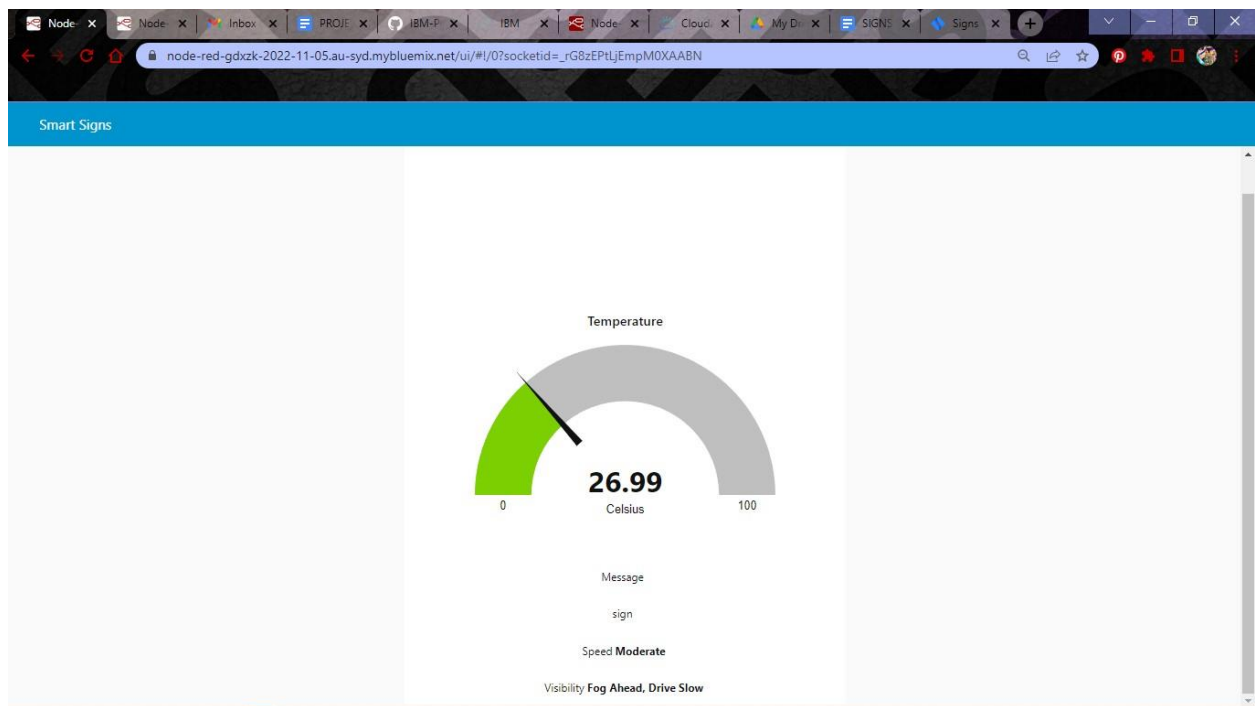 Node- Node Inbox PROJE IBM-P IBM Node- Cloud My Dr SIGNS Signs
node-red-gdxzk-2022-11-05.au-syd.mybluemix.net/ui/#!/0?socketid=_rG8zEPtLjEmpM0XAABN
Smart Signs
Temperature
26.99
0 Celsius 100
Message
sign
Speed Moderate
Visibility Fog Ahead, Drive Slow